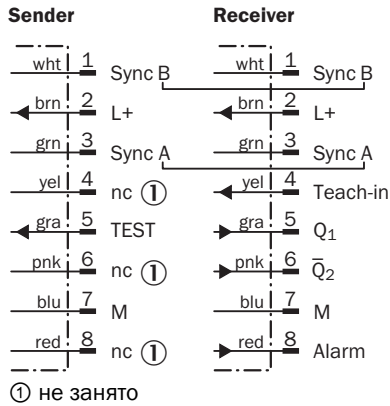 Sender Receiver
wht 1 Sync B wht 1 Sync B
brn 2 L+ brn 2 L+
grn 3 Sync A grn 3 Sync A
yel 4 nc ① yel 4 Teach-in
gra 5 TEST gra 5 Q₁
pnk 6 nc ① pnk 6 Q̅₂
blu 7 M blu 7 M
red 8 nc ① red 8 Alarm
① не занято